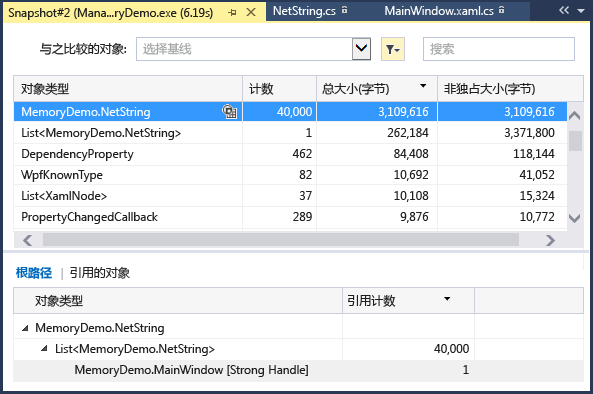 Snapshot#2 (Mana...ryDemo.exe (6.19s) NetString.cs MainWindow.xaml.cs
与之比较的对象: 选择基线 搜索
对象类型 计数 总大小(字节) 非独占大小(字节)
MemoryDemo.NetString 40,000 3,109,616 3,109,616
List<MemoryDemo.NetString> 1 262,184 3,371,800
DependencyProperty 462 84,408 118,144
WpfKnownType 82 10,692 41,052
List<XamlNode> 37 10,108 15,324
PropertyChangedCallback 289 9,876 10,772
根路径 | 引用的对象
对象类型 引用计数
MemoryDemo.NetString
List<MemoryDemo.NetString> 40,000
MemoryDemo.MainWindow [Strong Handle] 1